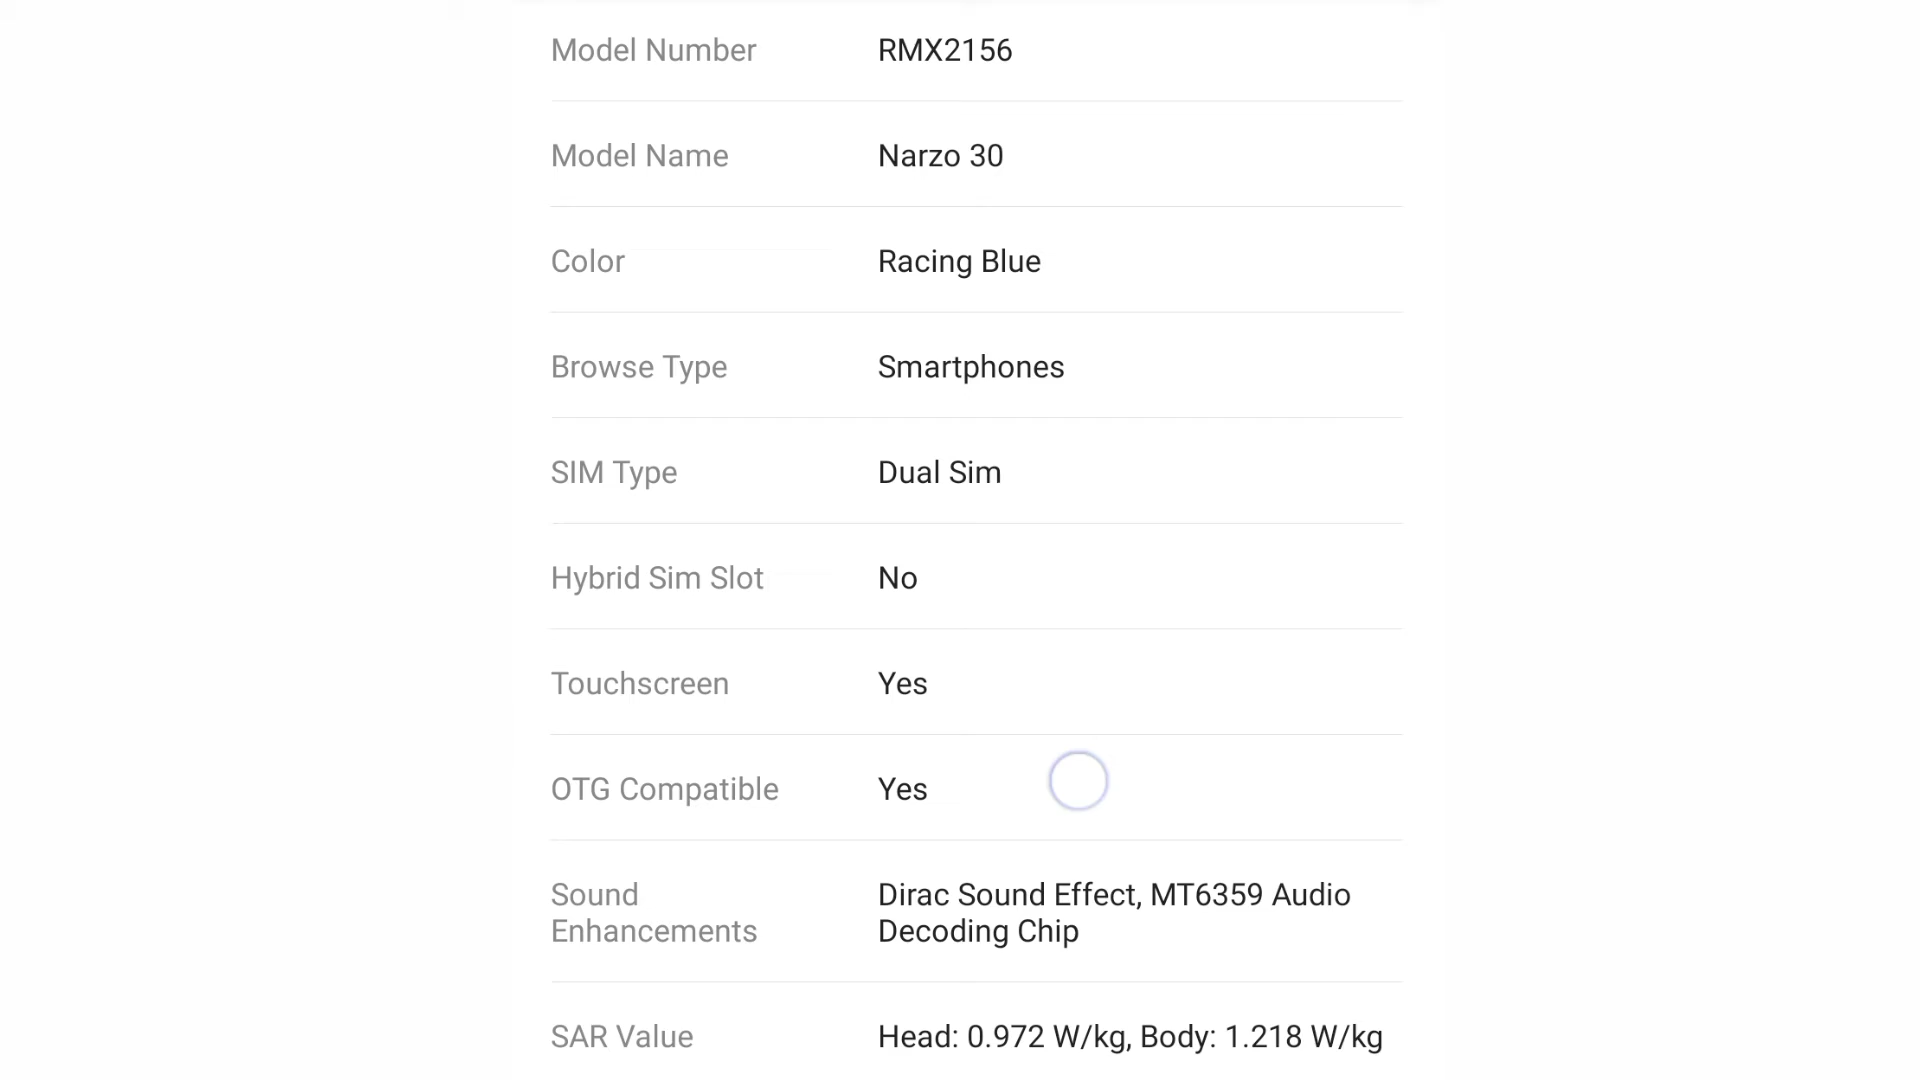 Model Number RMX2156
Model Name Narzo 30
Color Racing Blue
Browse Type Smartphones
SIM Type Dual Sim
Hybrid Sim Slot No
Touchscreen Yes
OTG Compatible Yes
Sound Enhancements Dirac Sound Effect, MT6359 Audio
Decoding Chip
SAR Value Head: 0.972 W/kg, Body: 1.218 W/kg